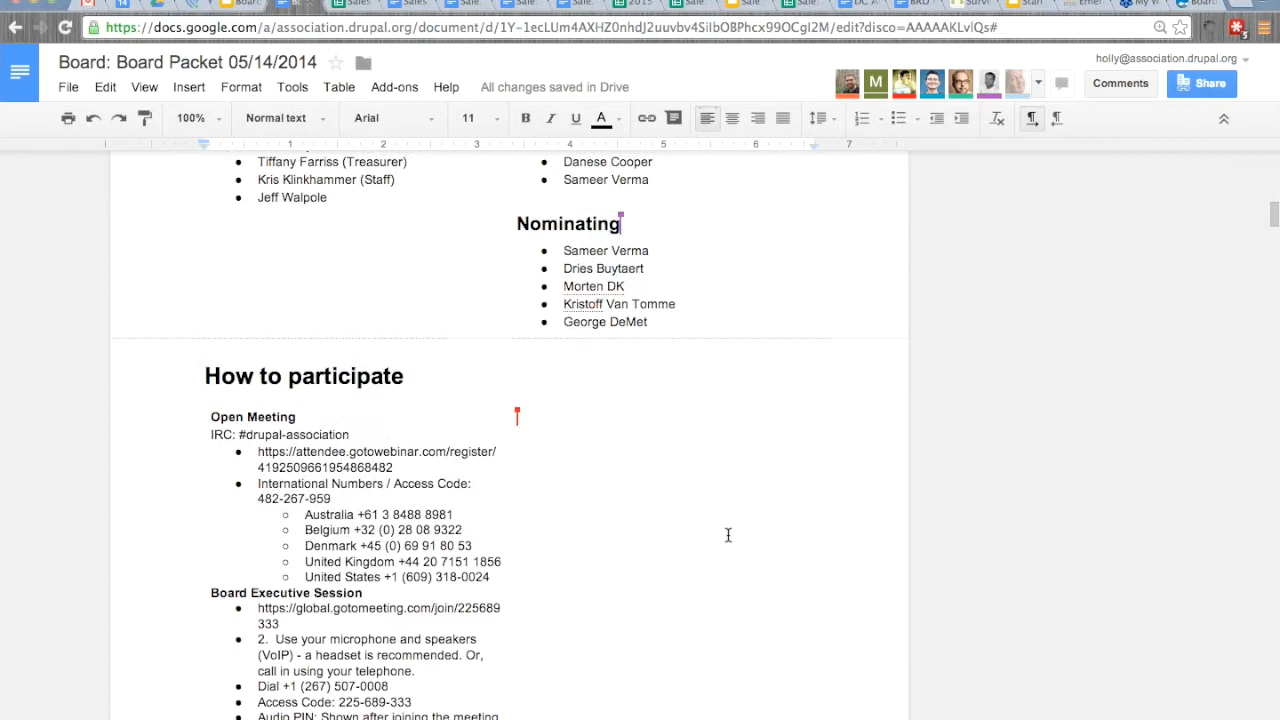 https://docs.google.com/a/association.drupal.org/document/d/1Y-1ecLUm4AXHZ0nhdJ2uuvbv4SiIbOBPhcx99OCgI2M/edit?disco=AAAAAKLvlQs#
Board: Board Packet 05/14/2014
holly@association.drupal.org
File Edit View Insert Format Tools Table Add-ons Help All changes saved in Drive
M
Comments
Share
100% Normal text Arial 11 B I U A
1 2 3 4 5 6 7
Tiffany Farriss (Treasurer)
Kris Klinkhammer (Staff)
Jeff Walpole
Danese Cooper
Sameer Verma
Nominating
Sameer Verma
Dries Buytaert
Morten DK
Kristoff Van Tomme
George DeMet
How to participate
Open Meeting
IRC: #drupal-association
https://attendee.gotowebinar.com/register/
4192509661954868482
International Numbers / Access Code:
482-267-959
Australia +61 3 8488 8981
Belgium +32 (0) 28 08 9322
Denmark +45 (0) 69 91 80 53
United Kingdom +44 20 7151 1856
United States +1 (609) 318-0024
Board Executive Session
https://global.gotomeeting.com/join/225689
333
2. Use your microphone and speakers
(VoIP) - a headset is recommended. Or,
call in using your telephone.
Dial +1 (267) 507-0008
Access Code: 225-689-333
Audio PIN: Shown after joining the meeting